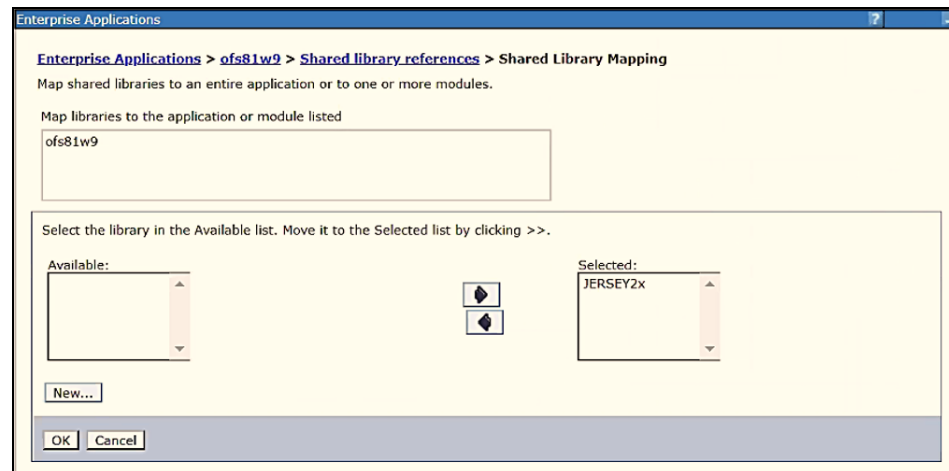 Enterprise Applications ?
Enterprise Applications > ofs81w9 > Shared library references > Shared Library Mapping
Map shared libraries to an entire application or to one or more modules.
Map libraries to the application or module listed
ofs81w9
Select the library in the Available list. Move it to the Selected list by clicking >>.
Available: Selected:
JERSEY2x
New...
OK Cancel